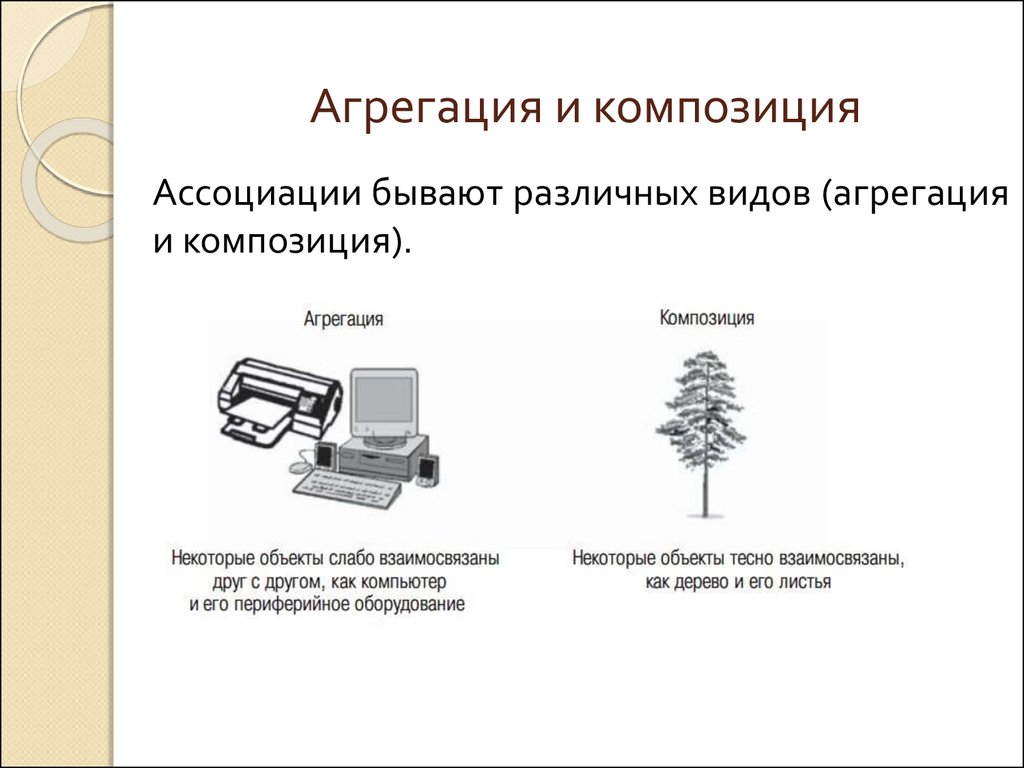 Агрегация и композиция
Ассоциации бывают различных видов (агрегация
и композиция).
Агрегация
Композиция
Некоторые объекты слабо взаимосвязаны
друг с другом, как компьютер
и его периферийное оборудование
Некоторые объекты тесно взаимосвязаны,
как дерево и его листья